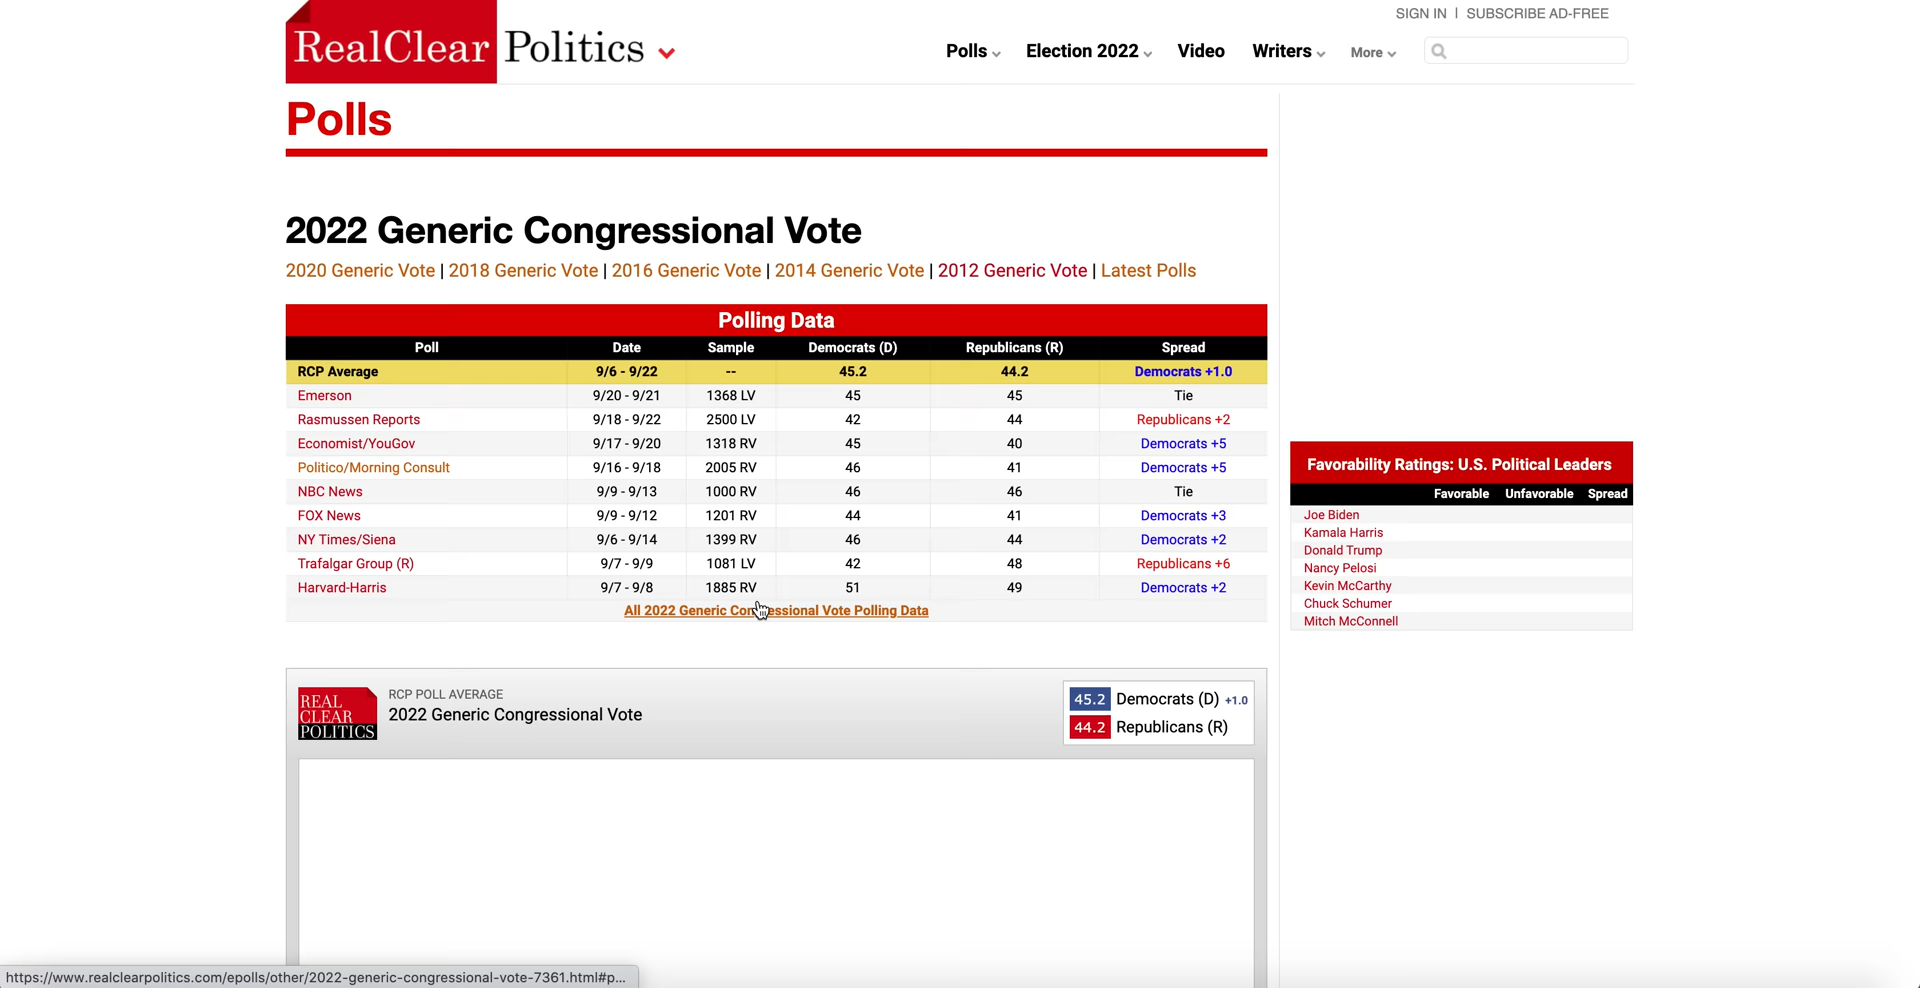 SIGN IN | SUBSCRIBE AD-FREE
RealClear Politics
Polls Election 2022 Video Writers More
Polls
2022 Generic Congressional Vote
2020 Generic Vote | 2018 Generic Vote | 2016 Generic Vote | 2014 Generic Vote | 2012 Generic Vote | Latest Polls
Polling Data
Poll Date Sample Democrats (D) Republicans (R) Spread
RCP Average 9/6 - 9/22 -- 45.2 44.2 Democrats +1.0
Emerson 9/20 - 9/21 1368 LV 45 45 Tie
Rasmussen Reports 9/18 - 9/22 2500 LV 42 44 Republicans +2
Economist/YouGov 9/17 - 9/20 1318 RV 45 40 Democrats +5
Politico/Morning Consult 9/16 - 9/18 2005 RV 46 41 Democrats +5
NBC News 9/9 - 9/13 1000 RV 46 46 Tie
FOX News 9/9 - 9/12 1201 RV 44 41 Democrats +3
NY Times/Siena 9/6 - 9/14 1399 RV 46 44 Democrats +2
Trafalgar Group (R) 9/7 - 9/9 1081 LV 42 48 Republicans +6
Harvard-Harris 9/7 - 9/8 1885 RV 51 49 Democrats +2
All 2022 Generic Congressional Vote Polling Data
Favorability Ratings: U.S. Political Leaders
Favorable Unfavorable Spread
Joe Biden
Kamala Harris
Donald Trump
Nancy Pelosi
Kevin McCarthy
Chuck Schumer
Mitch McConnell
REAL
CLEAR
POLITICS
RCP POLL AVERAGE
2022 Generic Congressional Vote
45.2 Democrats (D) +1.0
44.2 Republicans (R)
https://www.realclearpolitics.com/epolls/other/2022-generic-congressional-vote-7361.html#p...